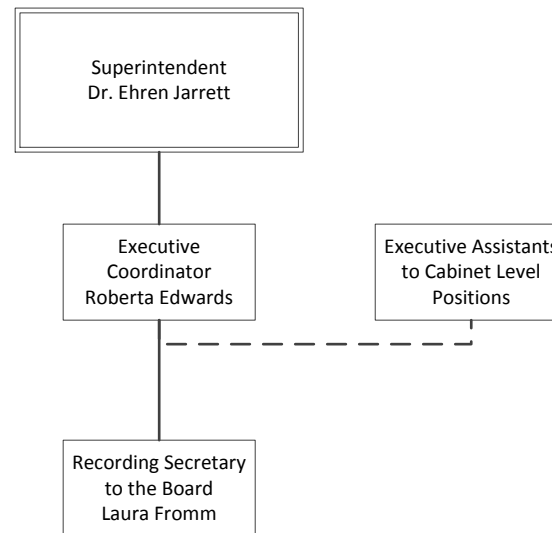 Superintendent
Dr. Ehren Jarrett
Executive
Coordinator
Roberta Edwards
Executive Assistants
to Cabinet Level
Positions
Recording Secretary
to the Board
Laura Fromm